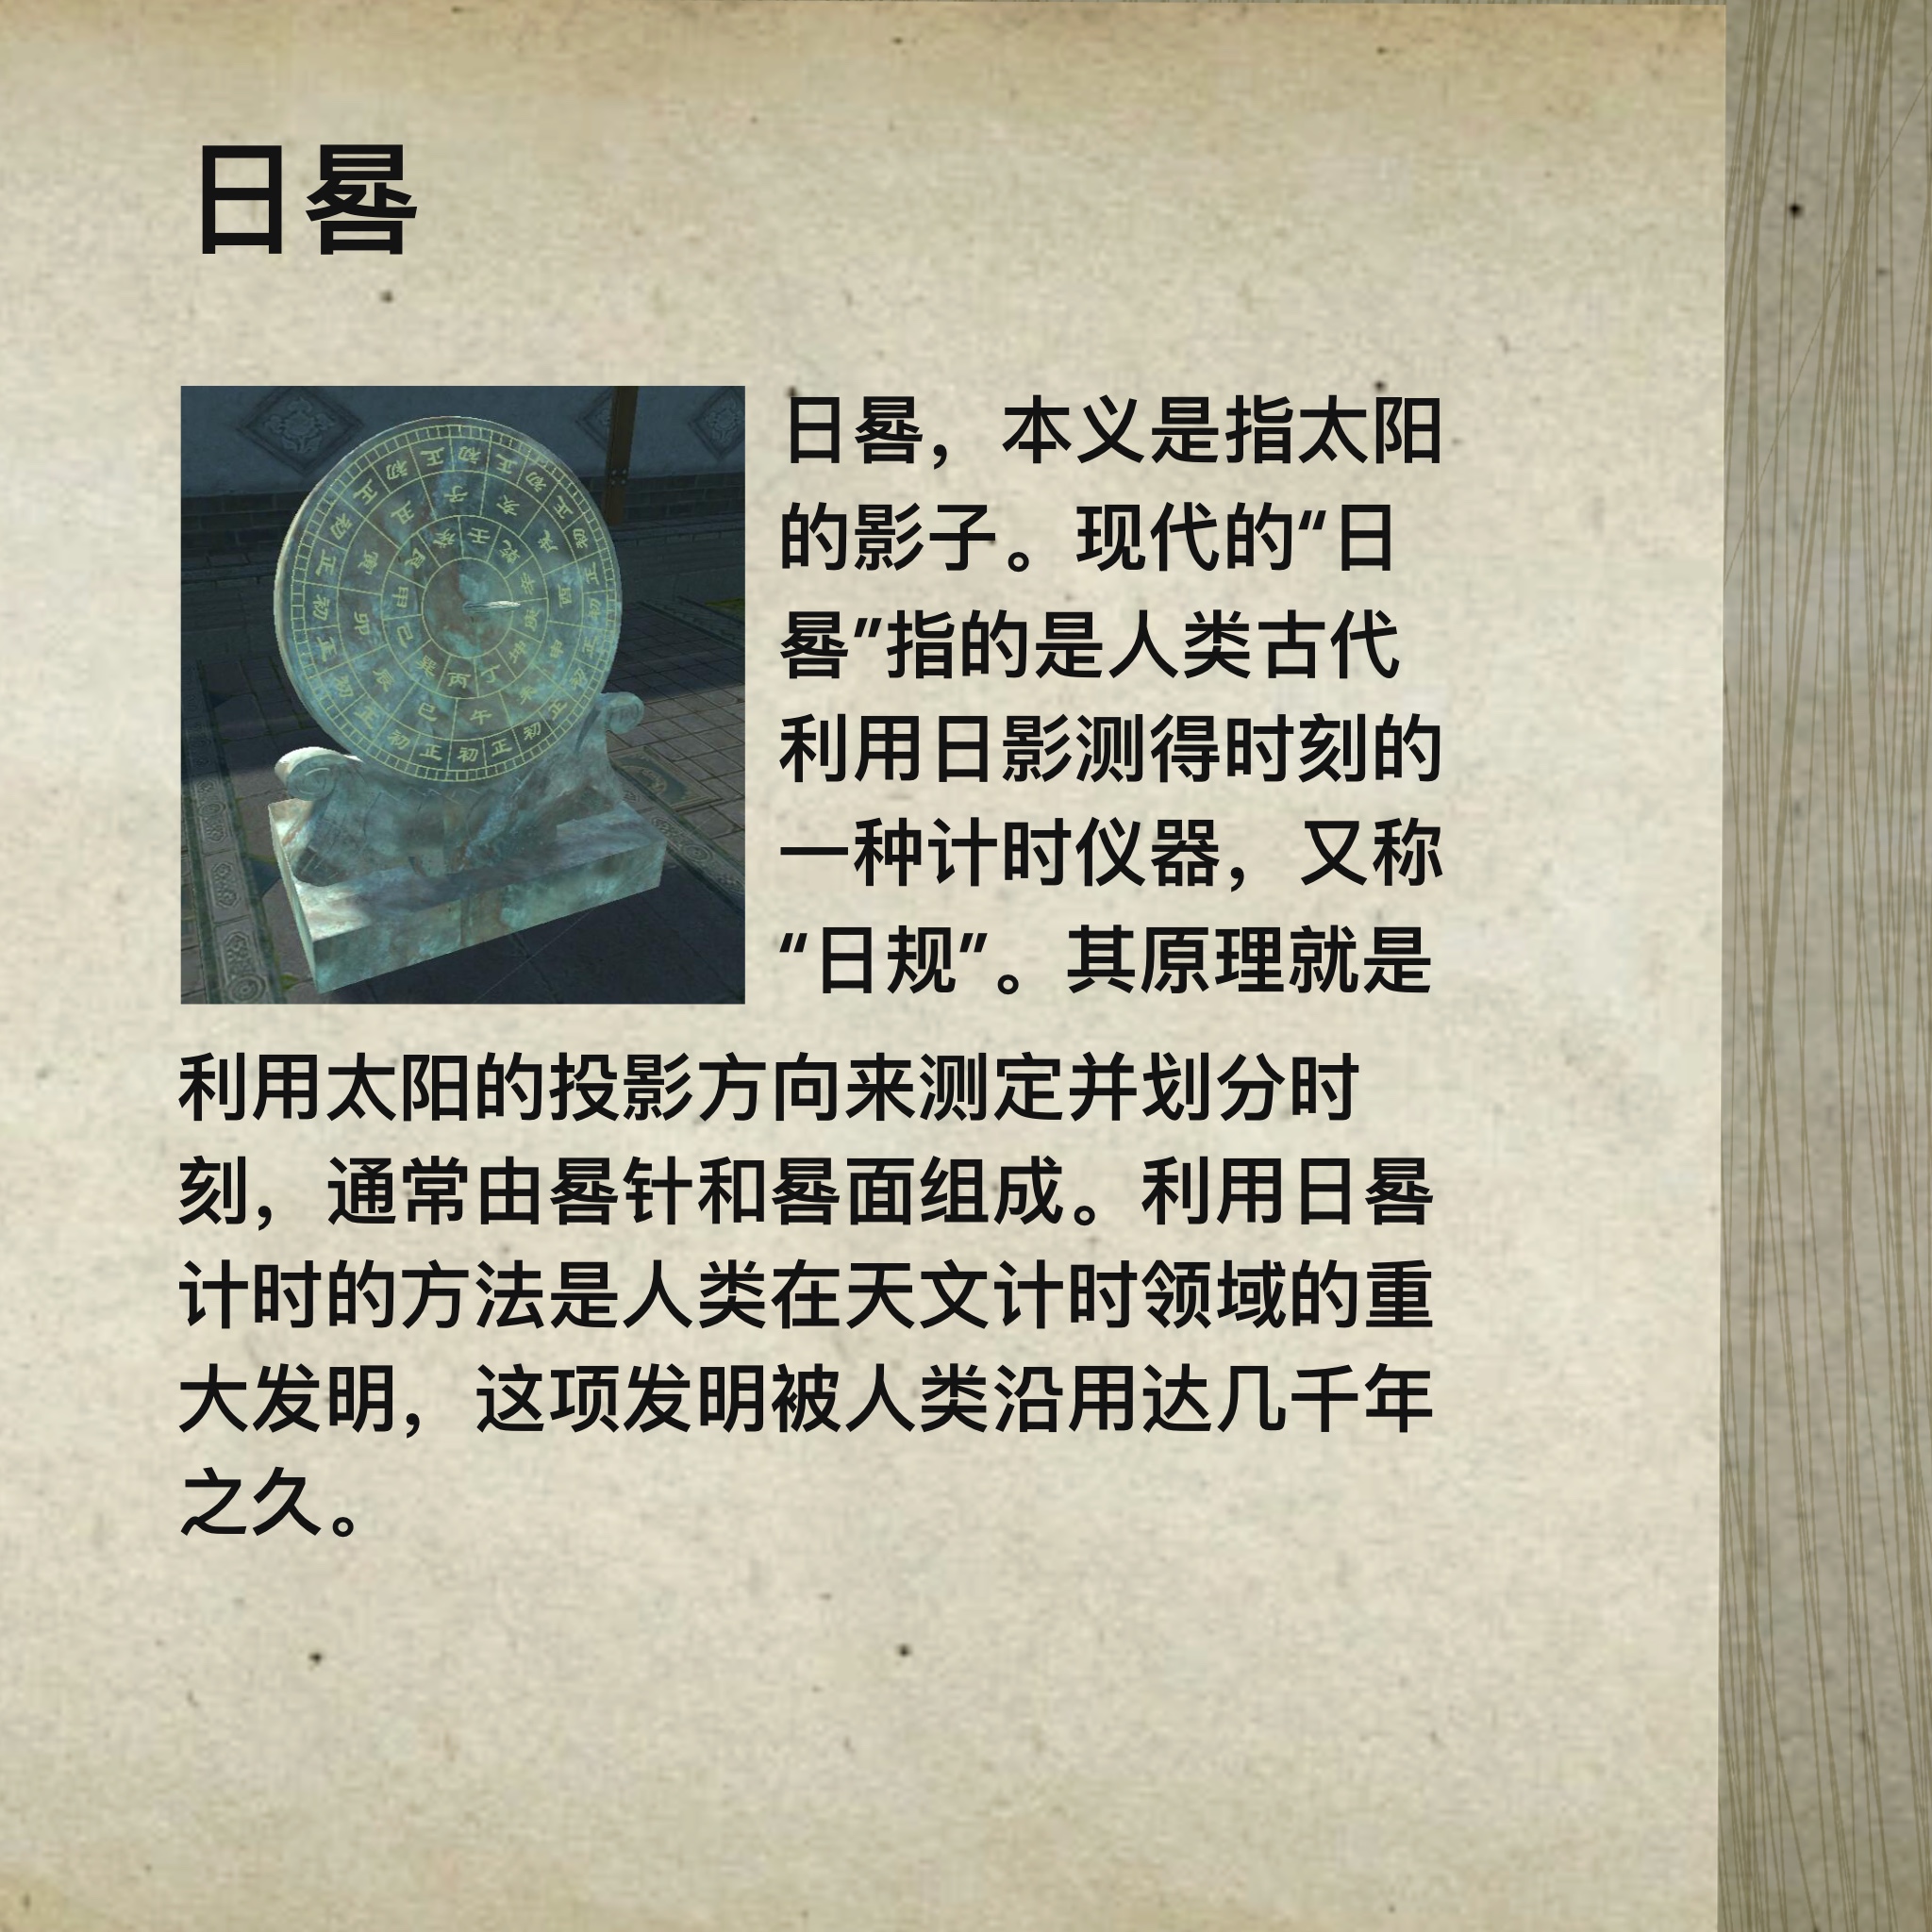 日晷
日晷，本义是指太阳
的影子。现代的“日
晷”指的是人类古代
利用日影测得时刻的
一种计时仪器，又称
“日规”。其原理就是
利用太阳的投影方向来测定并划分时
刻，通常由晷针和晷面组成。利用日晷
计时的方法是人类在天文计时领域的重
大发明，这项发明被人类沿用达几千年
之久。